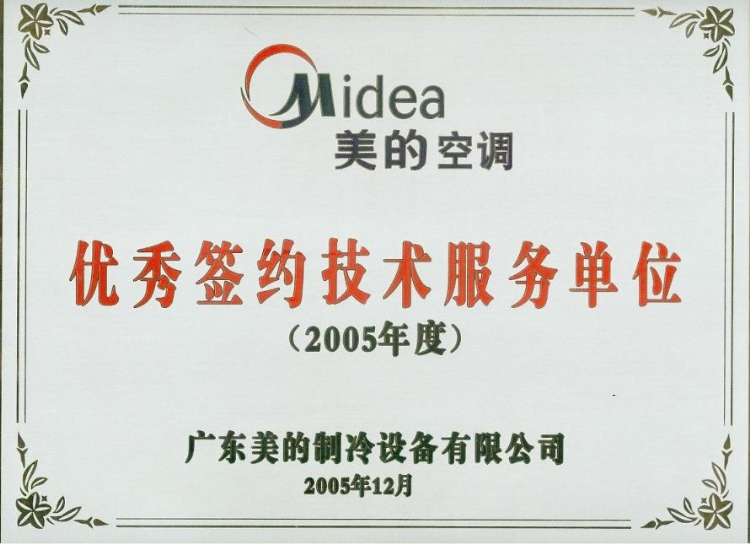 Midea
美的空调
优秀签约技术服务单位
（2005年度）
广东美的制冷设备有限公司
2005年12月